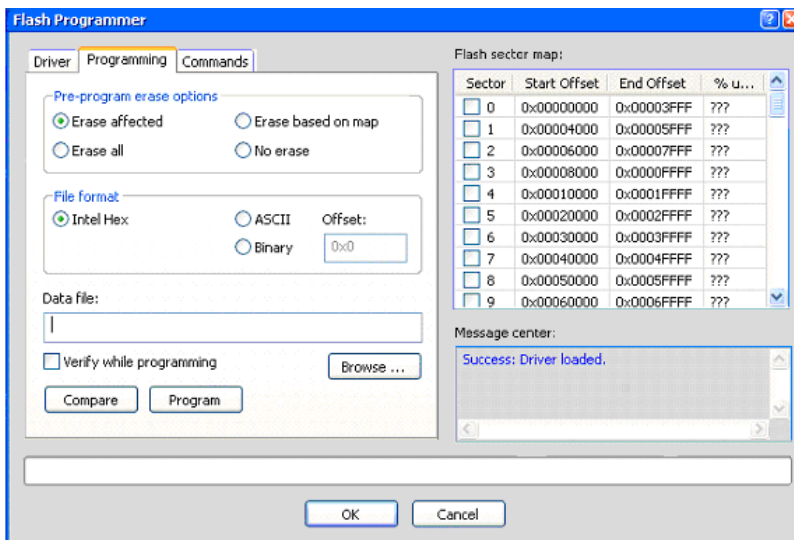 Flash Programmer
Driver Programming Commands
Pre-program erase options
Erase affected Erase based on map
Erase all No erase
File format
Intel Hex ASCII Offset:
Binary 0x0
Data file:
Verify while programming
Browse ...
Compare Program
Flash sector map:
Sector Start Offset End Offset % u...
0 0x00000000 0x00003FFF ???
1 0x00004000 0x00005FFF ???
2 0x00006000 0x00007FFF ???
3 0x00008000 0x0000FFFF ???
4 0x00010000 0x0001FFFF ???
5 0x00020000 0x0002FFFF ???
6 0x00030000 0x0003FFFF ???
7 0x00040000 0x0004FFFF ???
8 0x00050000 0x0005FFFF ???
9 0x00060000 0x0006FFFF ???
Message center:
Success: Driver loaded.
OK Cancel